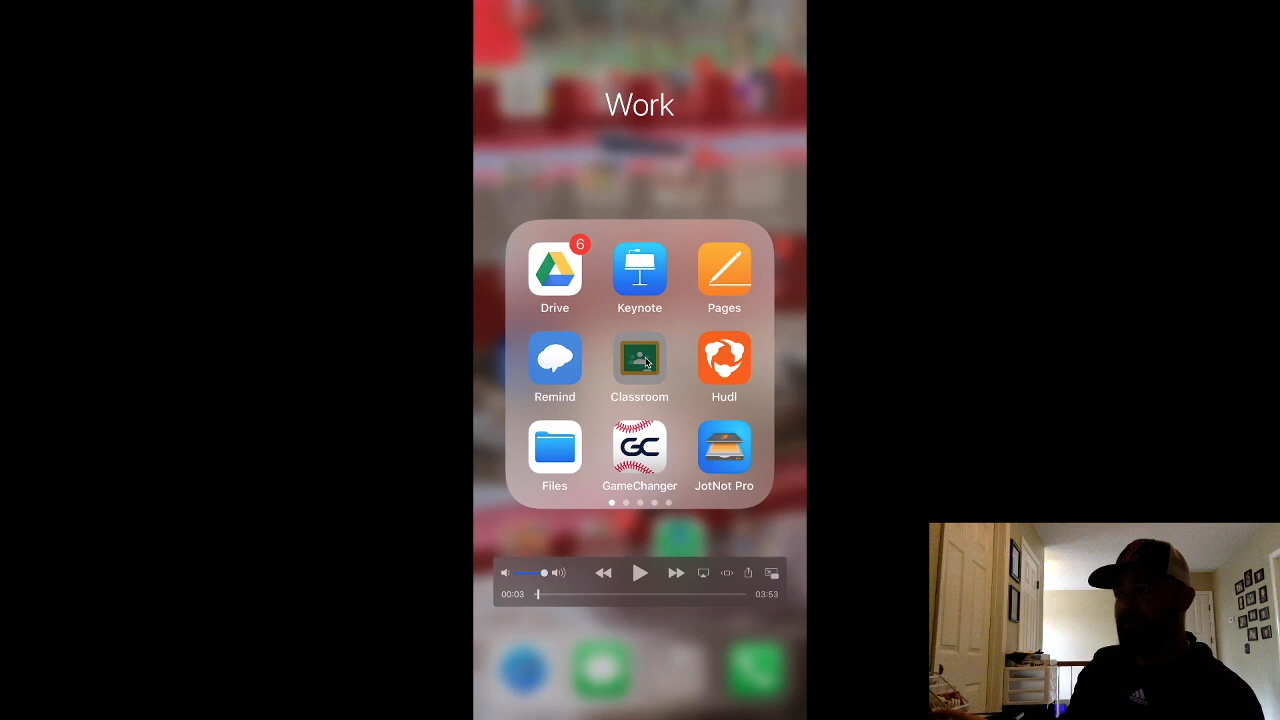 Work
6
Drive Keynote Pages
Remind Classroom Hudl
GC
Files GameChanger JotNot Pro
00:03 03:53